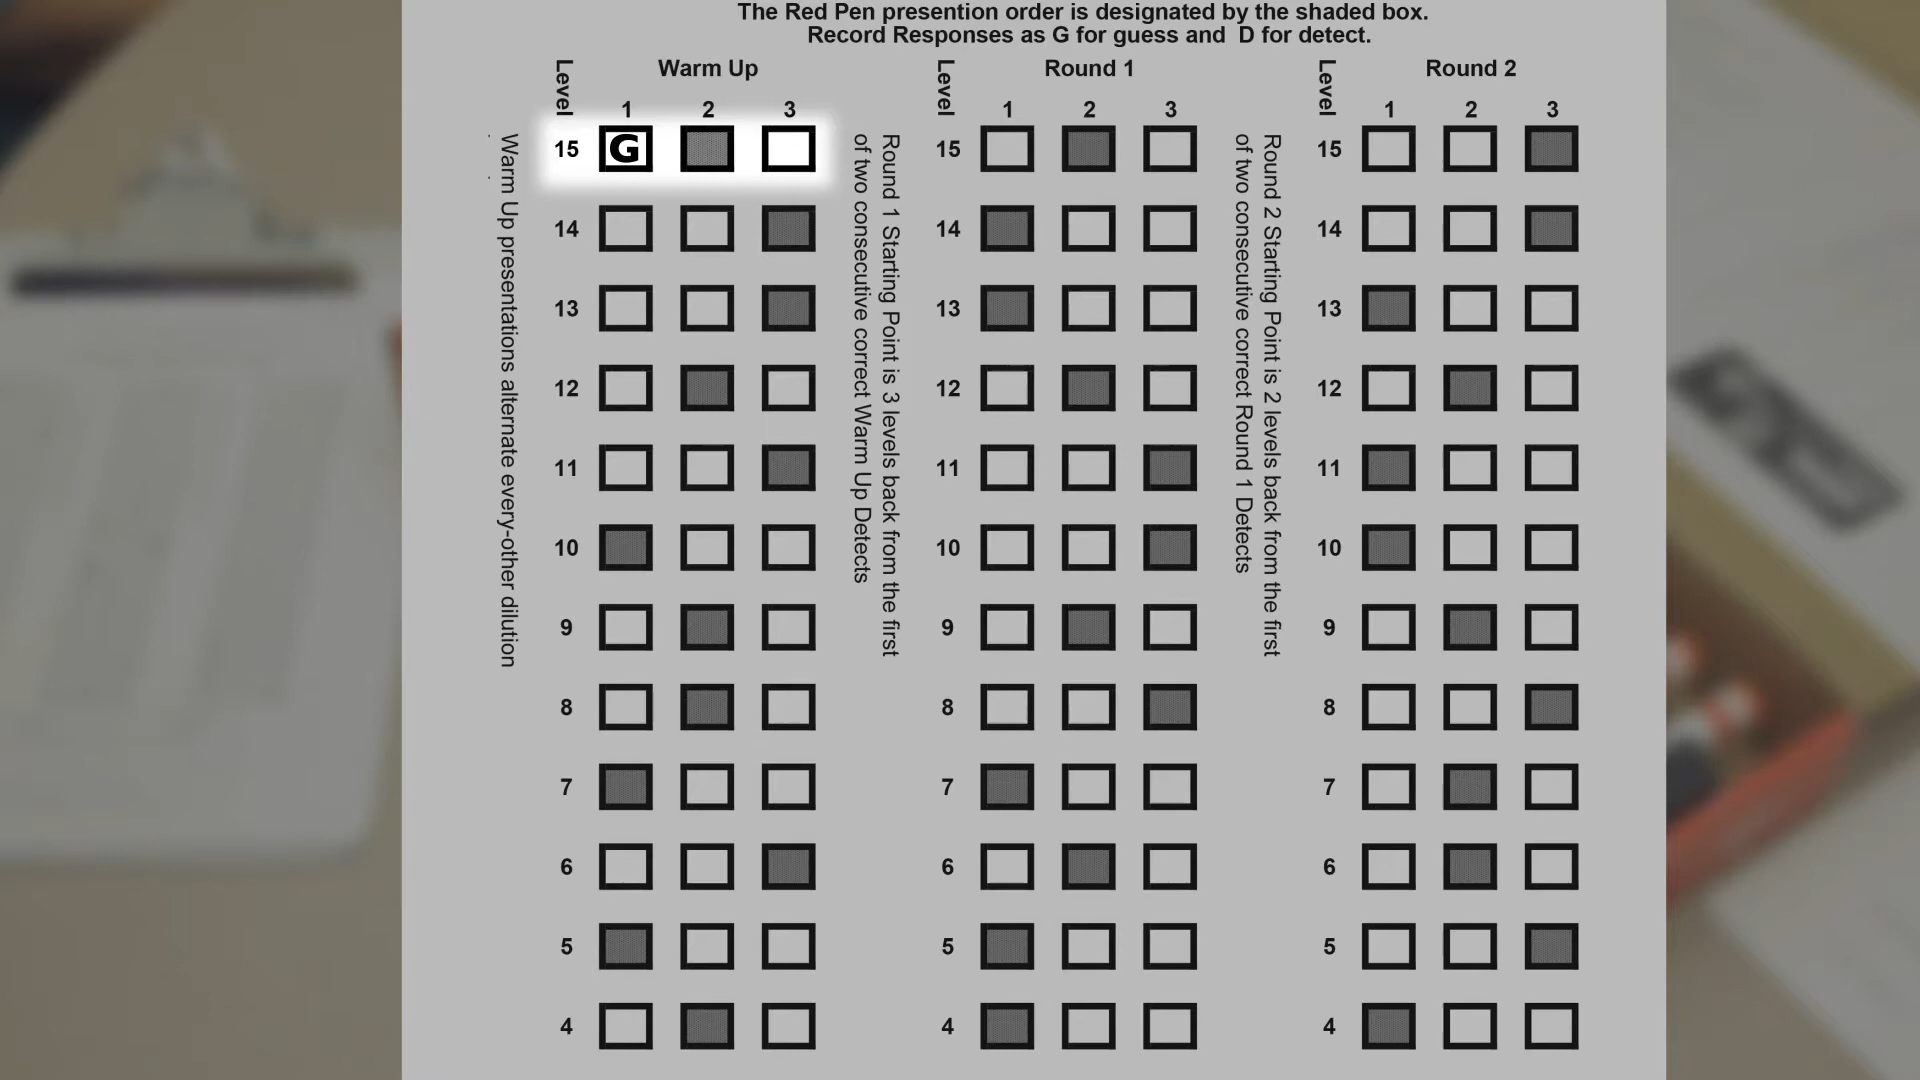 The Red Pen presention order is designated by the shaded box.
Record Responses as G for guess and D for detect.
Level
Warm Up
1 2 3
15 G
14
13
12
11
10
9
8
7
6
5
4
Warm Up presentations alternate every-other dilution
Level
Round 1
1 2 3
15
14
13
12
11
10
9
8
7
6
5
4
Round 1 Starting Point is 3 levels back from the first
of two consecutive correct Warm Up Detects
Level
Round 2
1 2 3
15
14
13
12
11
10
9
8
7
6
5
4
Round 2 Starting Point is 2 levels back from the first
of two consecutive correct Round 1 Detects